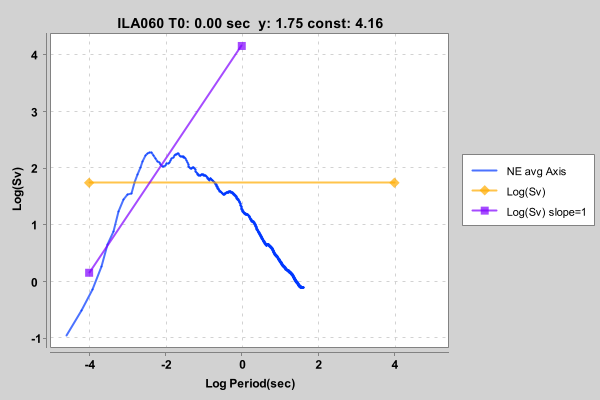 ILA060 T0: 0.00 sec  y: 1.75 const: 4.16
4
3
2
1
0
-1
Log(Sv)
-4
-2
0
2
4
Log Period(sec)
NE avg Axis
Log(Sv)
Log(Sv) slope=1